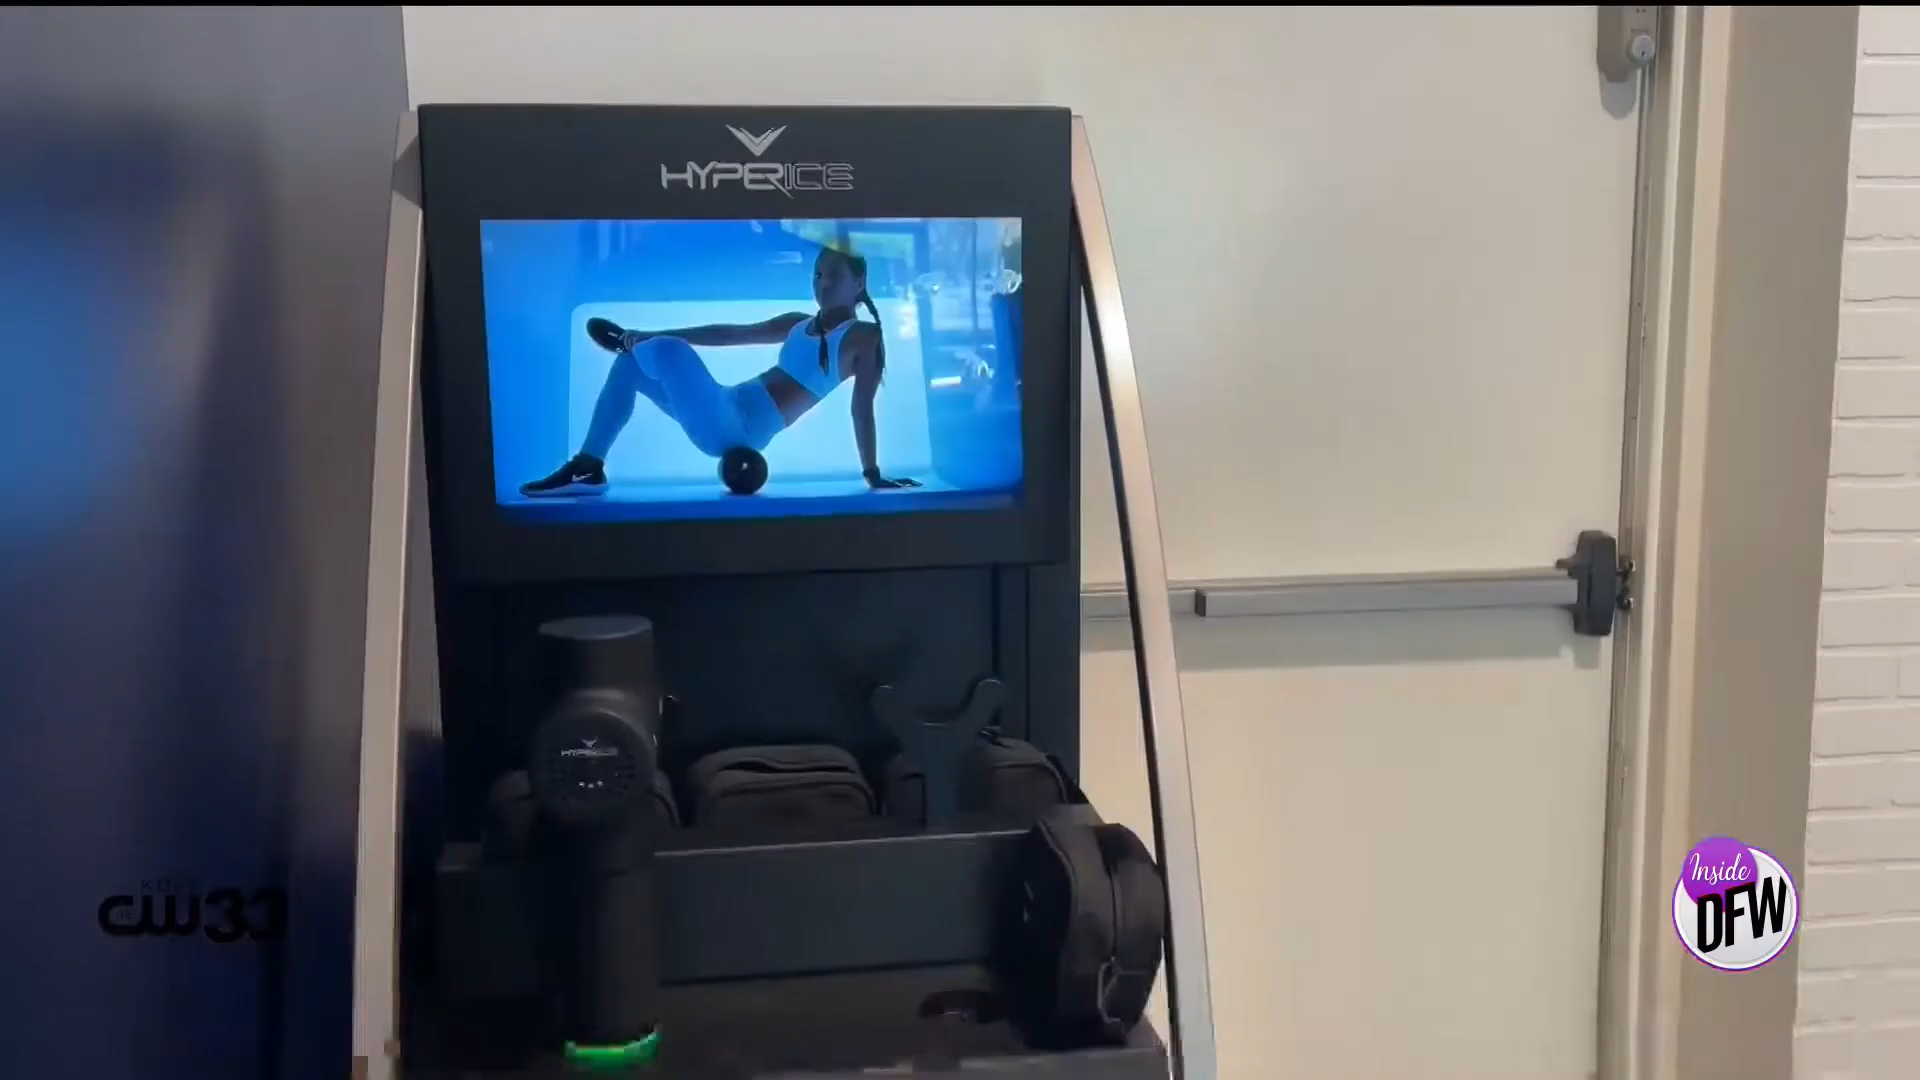 HYPERICE
HYPERICE
CW33
Inside
DFW